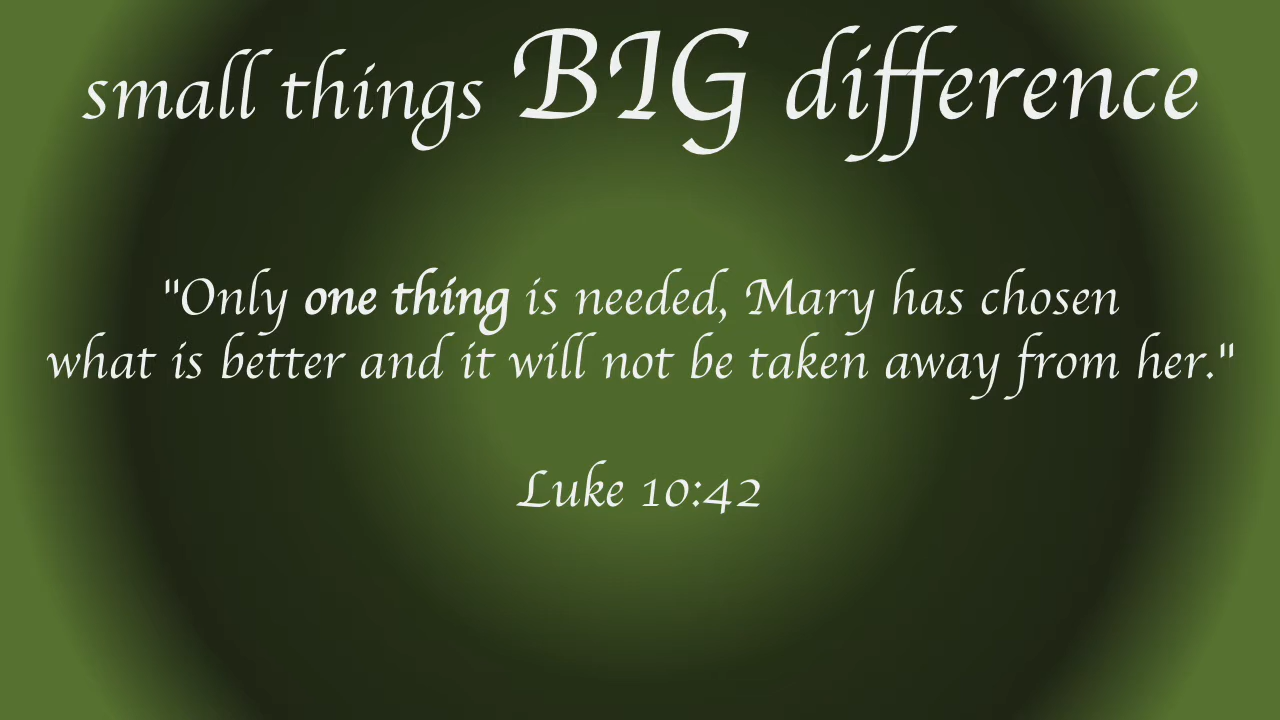 small things BIG difference
"Only one thing is needed, Mary has chosen
what is better and it will not be taken away from her."
Luke 10:42